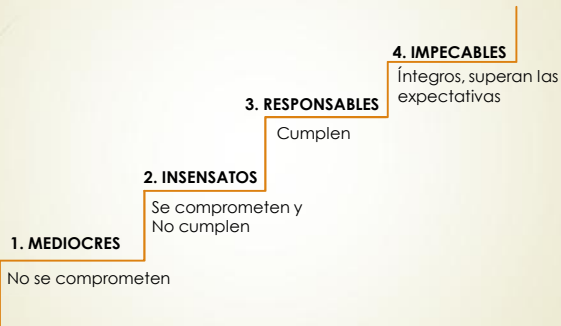 4. IMPECABLES
Íntegros, superan las
expectativas
3. RESPONSABLES
Cumplen
2. INSENSATOS
Se comprometen y
No cumplen
1. MEDIOCRES
No se comprometen